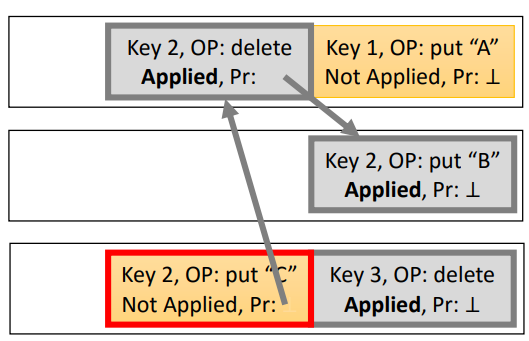 Key 2, OP: delete
Applied, Pr:
Key 1, OP: put “A”
Not Applied, Pr: ⊥
Key 2, OP: put “B”
Applied, Pr: ⊥
Key 2, OP: put “C”
Not Applied, Pr:
Key 3, OP: delete
Applied, Pr: ⊥